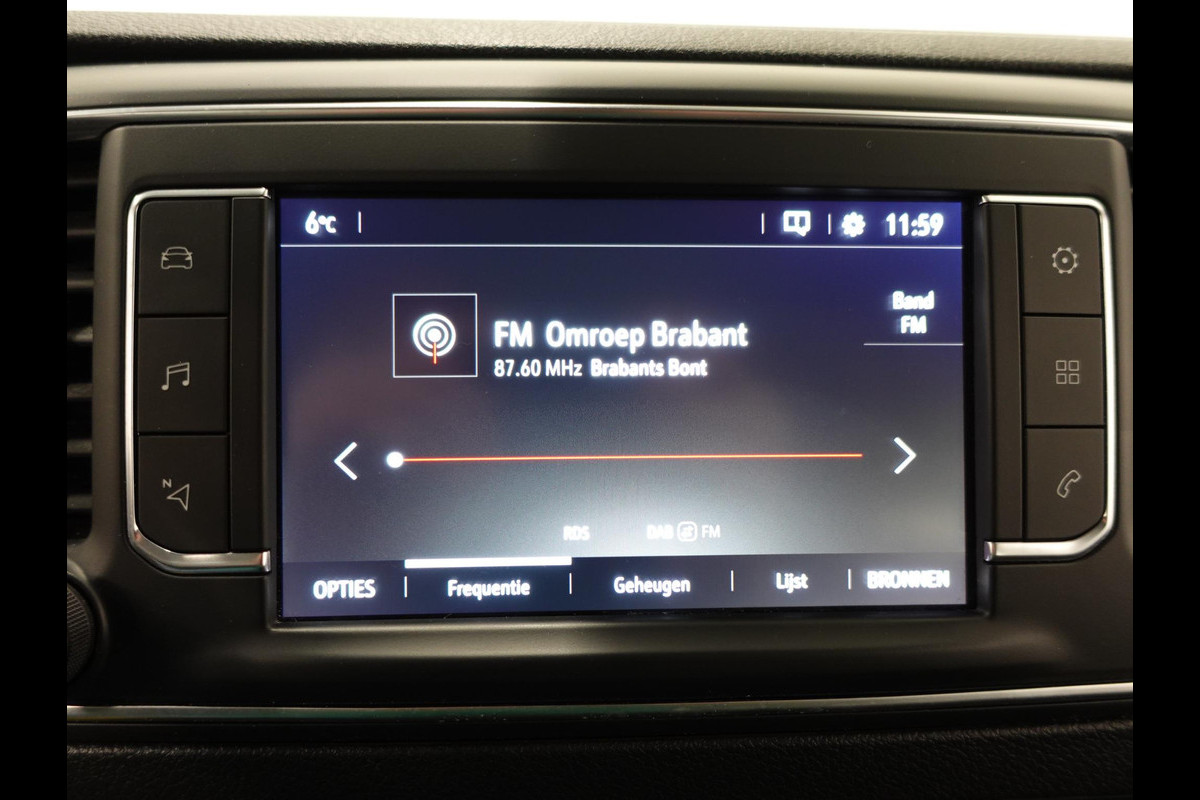 6°C
11:59
Band
FM
FM Omroep Brabant
87.60 MHz Brabants Bont
N
RDS DAB FM
OPTIES Frequentie Geheugen Lijst BRONNEN